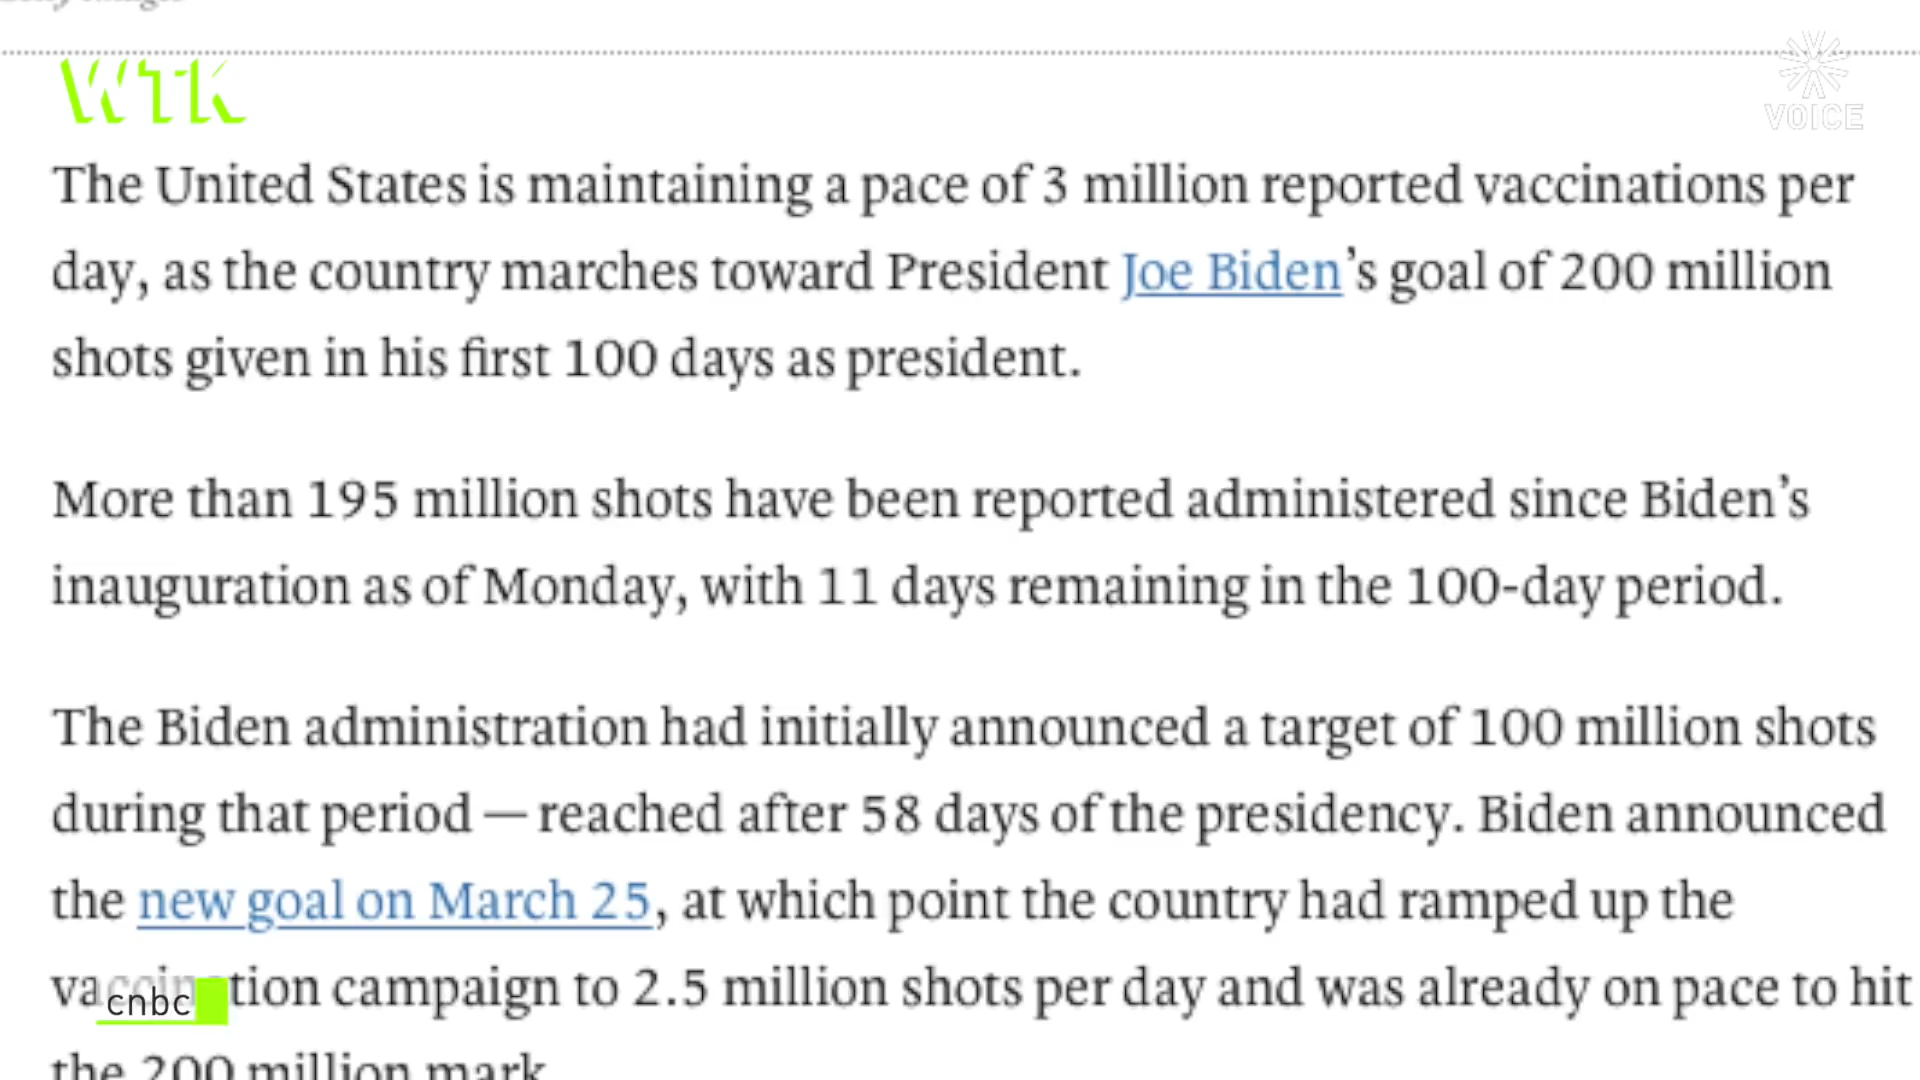 WTK
VOICE
The United States is maintaining a pace of 3 million reported vaccinations per
day, as the country marches toward President Joe Biden’s goal of 200 million
shots given in his first 100 days as president.
More than 195 million shots have been reported administered since Biden’s
inauguration as of Monday, with 11 days remaining in the 100-day period.
The Biden administration had initially announced a target of 100 million shots
during that period — reached after 58 days of the presidency. Biden announced
the new goal on March 25, at which point the country had ramped up the
vaccination campaign to 2.5 million shots per day and was already on pace to hit
cnbc
the 200 million mark